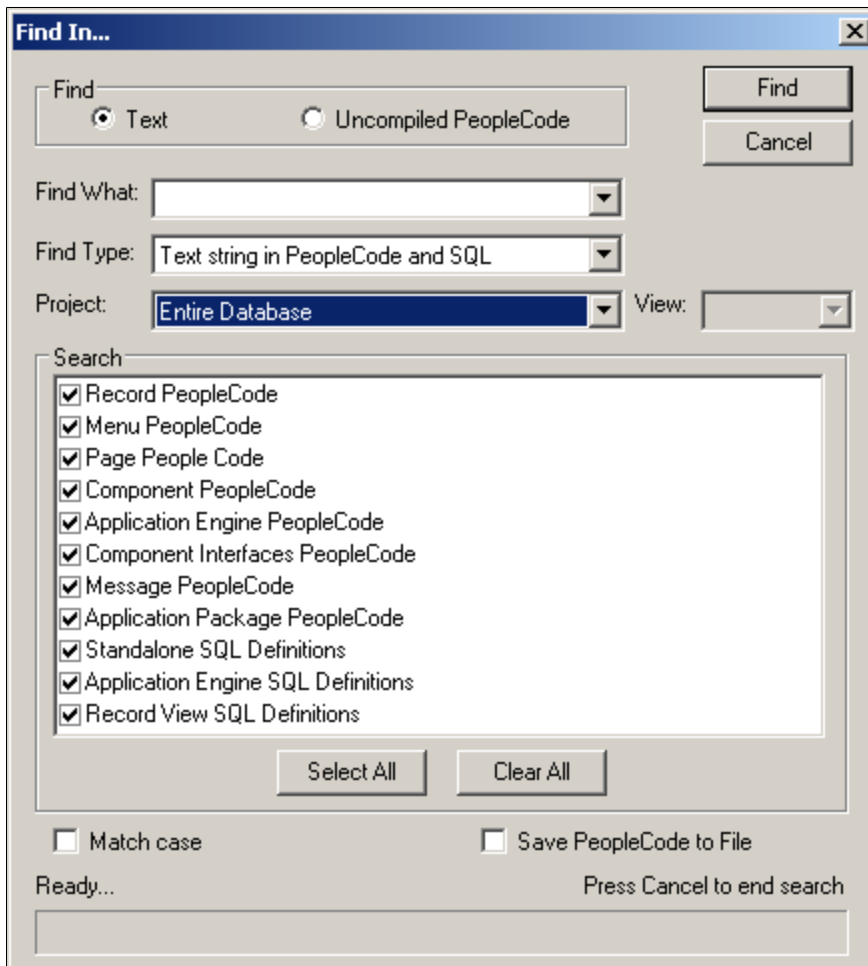 Find In...
Find
Text
Uncompiled PeopleCode
Find
Cancel
Find What:
Find Type: Text string in PeopleCode and SQL
Project: Entire Database View:
Search
Record PeopleCode
Menu PeopleCode
Page People Code
Component PeopleCode
Application Engine PeopleCode
Component Interfaces PeopleCode
Message PeopleCode
Application Package PeopleCode
Standalone SQL Definitions
Application Engine SQL Definitions
Record View SQL Definitions
Select All Clear All
Match case Save PeopleCode to File
Ready... Press Cancel to end search